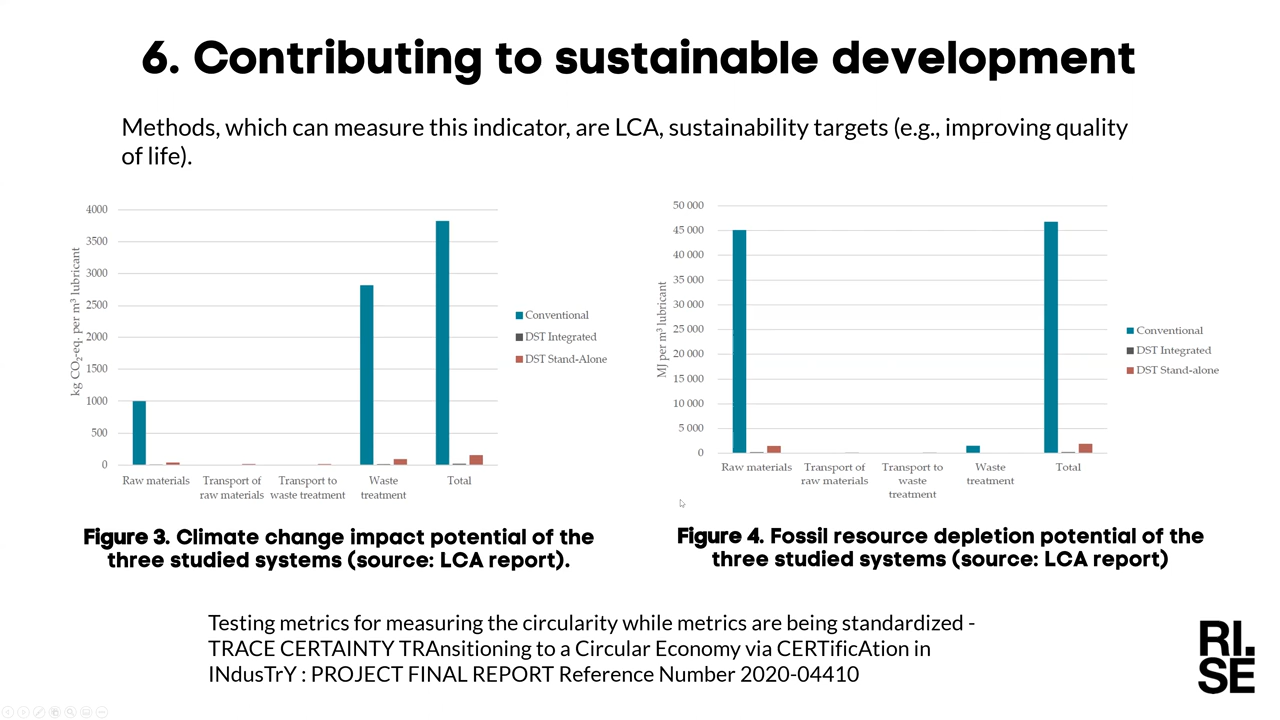 6. Contributing to sustainable development
Methods, which can measure this indicator, are LCA, sustainability targets (e.g., improving quality
of life).
4000
3500
3000
2500
2000
1500
1000
500
0
kg CO₂-eq. per m³ lubricant
Raw materials
Transport of
raw materials
Transport to
waste treatment
Waste
treatment
Total
Conventional
DST Integrated
DST Stand-Alone
Figure 3. Climate change impact potential of the
three studied systems (source: LCA report).
50 000
45 000
40 000
35 000
30 000
25 000
20 000
15 000
10 000
5 000
0
MJ per m³ lubricant
Raw materials
Transport of
raw materials
Transport to
waste
treatment
Waste
treatment
Total
Conventional
DST Integrated
DST Stand-alone
Figure 4. Fossil resource depletion potential of the
three studied systems (source: LCA report)
Testing metrics for measuring the circularity while metrics are being standardized -
TRACE CERTAINTY TRAnsitioning to a Circular Economy via CERTificAtion in
INdusTrY : PROJECT FINAL REPORT Reference Number 2020-04410
RI.
SE